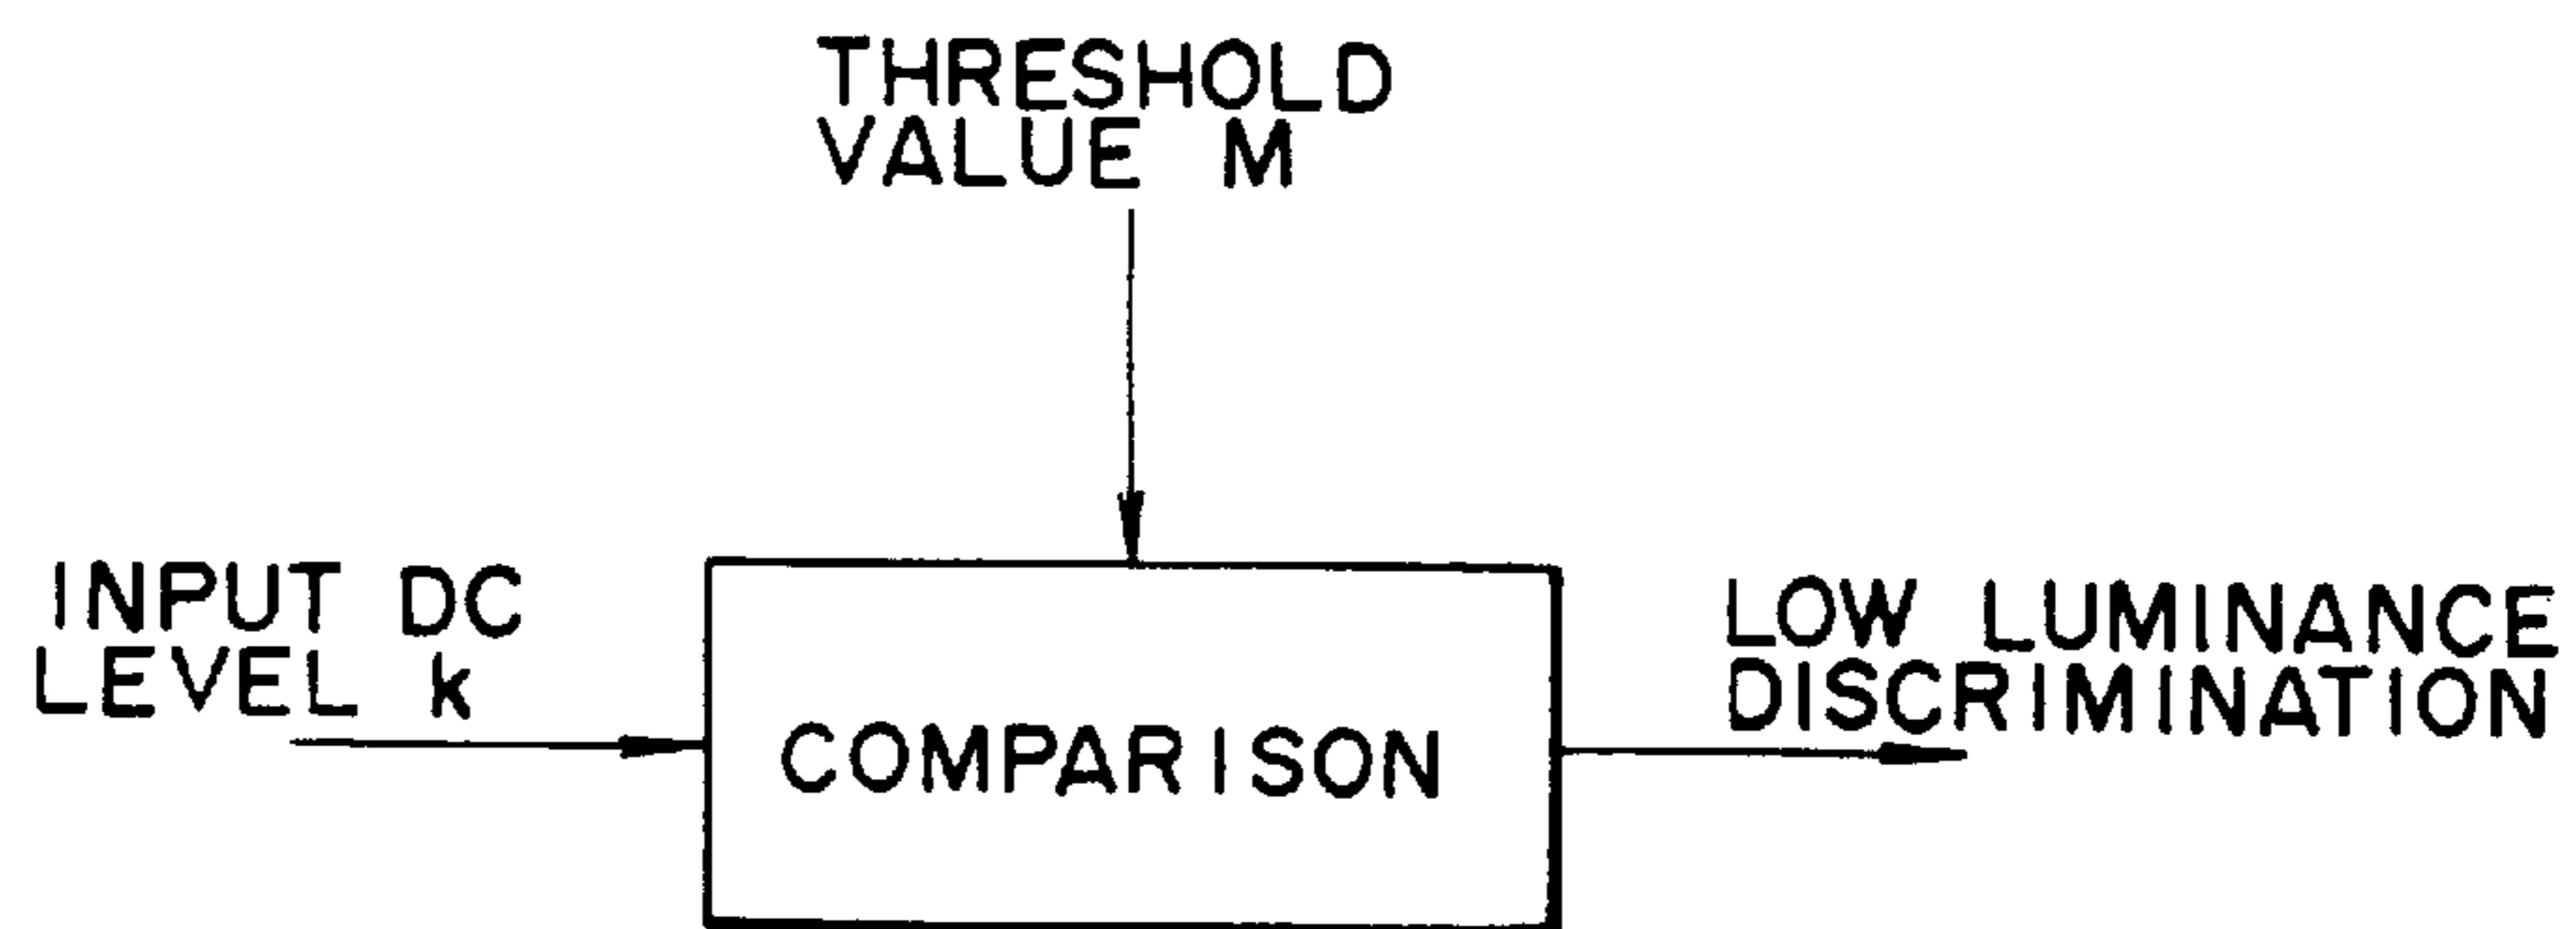 THRESHOLD
VALUE M
INPUT DC
LEVEL k
COMPARISON
LOW LUMINANCE
DISCRIMINATION